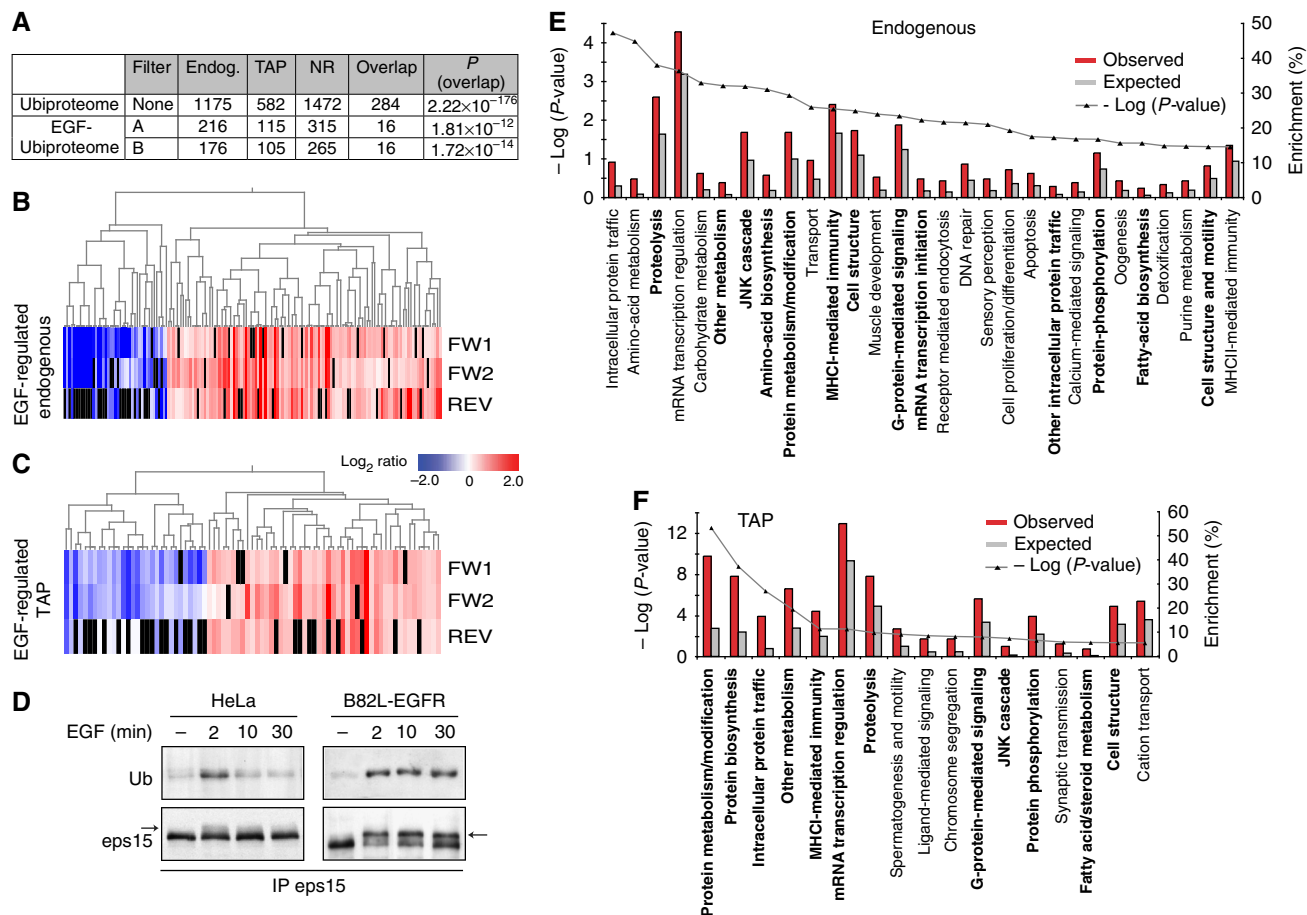 A
Filter Endog. TAP NR Overlap P (overlap)
Ubiproteome None 1175 582 1472 284 2.22×10⁻¹⁷⁶
EGF-Ubiproteome A 216 115 315 16 1.81×10⁻¹²
B 176 105 265 16 1.72×10⁻¹⁴
B
EGF-regulated endogenous
FW1
FW2
REV
C
Log₂ ratio
−2.0 0 2.0
EGF-regulated TAP
FW1
FW2
REV
D
HeLa B82L-EGFR
EGF (min) – 2 10 30 – 2 10 30
Ub
eps15
IP eps15
E
Endogenous
Observed
Expected
- Log (P-value)
– Log (P-value)
4
3
2
1
0
Enrichment (%)
50
40
30
20
10
0
Intracellular protein traffic
Amino-acid metabolism
Proteolysis
mRNA transcription regulation
Carbohydrate metabolism
Other metabolism
JNK cascade
Amino-acid biosynthesis
Protein metabolism/modification
Transport
MHCI-mediated immunity
Cell structure
Muscle development
G-protein-mediated signaling
mRNA transcription initiation
Receptor mediated endocytosis
DNA repair
Sensory perception
Cell proliferation/differentiation
Apoptosis
Other intracellular protein traffic
Calcium-mediated signaling
Protein-phosphorylation
Oogenesis
Fatty-acid biosynthesis
Detoxification
Purine metabolism
Cell structure and motility
MHCII-mediated immunity
F
TAP
Observed
Expected
– Log (P-value)
– Log (P-value)
12
8
4
0
Enrichment (%)
60
50
40
30
20
10
0
Protein metabolism/modification
Protein biosynthesis
Intracellular protein traffic
Other metabolism
MHCI-mediated immunity
mRNA transcription regulation
Proteolysis
Spermatogenesis and motility
Ligand-mediated signaling
Chromosome segregation
G-protein-mediated signaling
JNK cascade
Protein phosphorylation
Synaptic transmission
Fatty acid/steroid metabolism
Cell structure
Cation transport